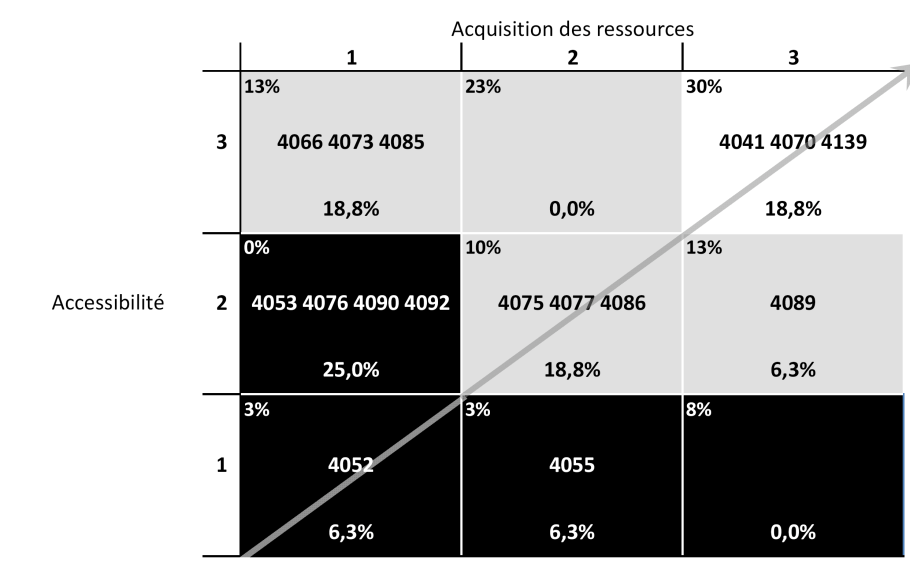 Acquisition des ressources
1 2 3
13% 23% 30%
3 4066 4073 4085 4041 4070 4139
18,8% 0,0% 18,8%
0% 10% 13%
Accessibilité 2 4053 4076 4090 4092 4075 4077 4086 4089
25,0% 18,8% 6,3%
3% 3% 8%
1 4052 4055
6,3% 6,3% 0,0%